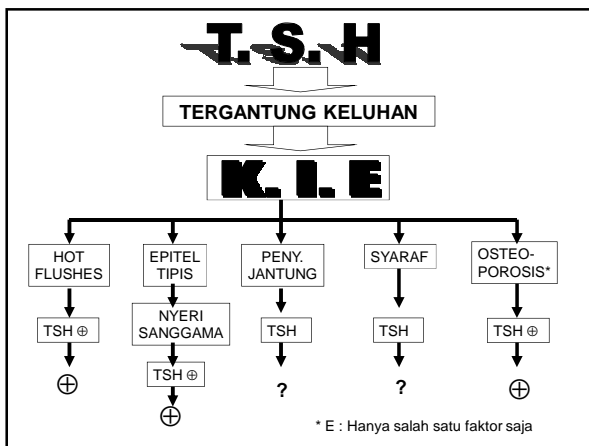 T. S. H
TERGANTUNG KELUHAN
K. I. E
HOT
FLUSHES
TSH ⊕
⊕
EPITEL
TIPIS
NYERI
SANGGAMA
TSH ⊕
⊕
PENY.
JANTUNG
TSH
?
SYARAF
TSH
?
OSTEO-
POROSIS*
TSH ⊕
⊕
* E : Hanya salah satu faktor saja